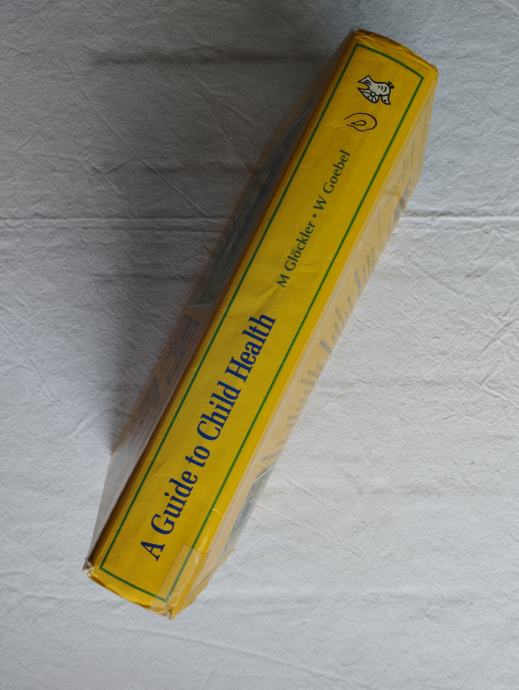 A Guide to Child Health
M Glöckler • W Goebel